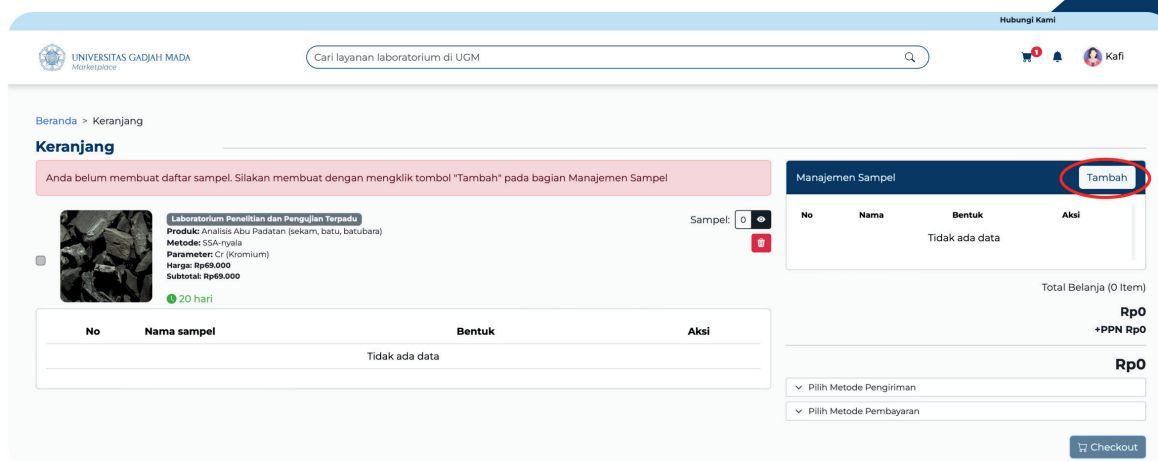 Hubungi Kami
UNIVERSITAS GADJAH MADA
Marketplace
Cari layanan laboratorium di UGM
1
Kafi
Beranda > Keranjang
Keranjang
Anda belum membuat daftar sampel. Silakan membuat dengan mengklik tombol "Tambah" pada bagian Manajemen Sampel
Laboratorium Penelitian dan Pengujian Terpadu
Produk: Analisis Abu Padatan (sekam, batu, batubara)
Metode: SSA-nyala
Parameter: Cr (Kromium)
Harga: Rp69.000
Subtotal: Rp69.000
20 hari
Sampel: 0
No Nama sampel Bentuk Aksi
Tidak ada data
Manajemen Sampel Tambah
No Nama Bentuk Aksi
Tidak ada data
Total Belanja (0 Item)
Rp0
+PPN Rp0
Rp0
Pilih Metode Pengiriman
Pilih Metode Pembayaran
Checkout